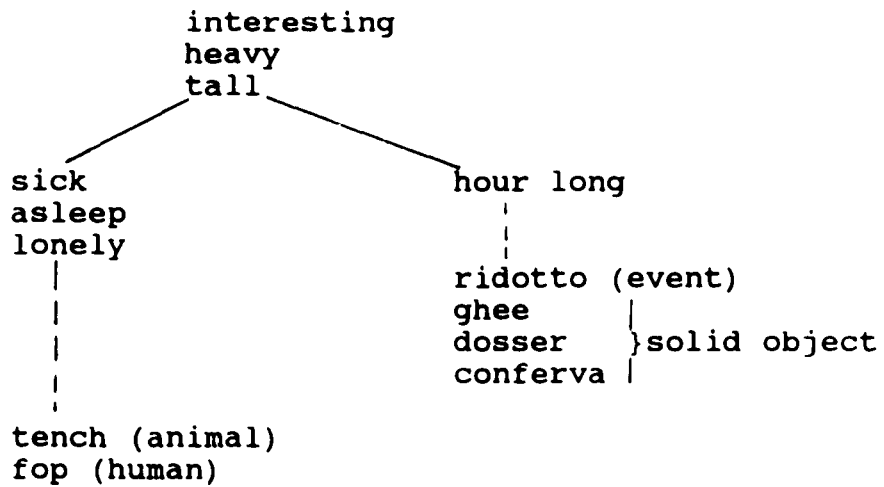 interesting
heavy
tall
sick
asleep
lonely
hour long
ridotto (event)
ghee
dosser }solid object
conferva
tench (animal)
fop (human)